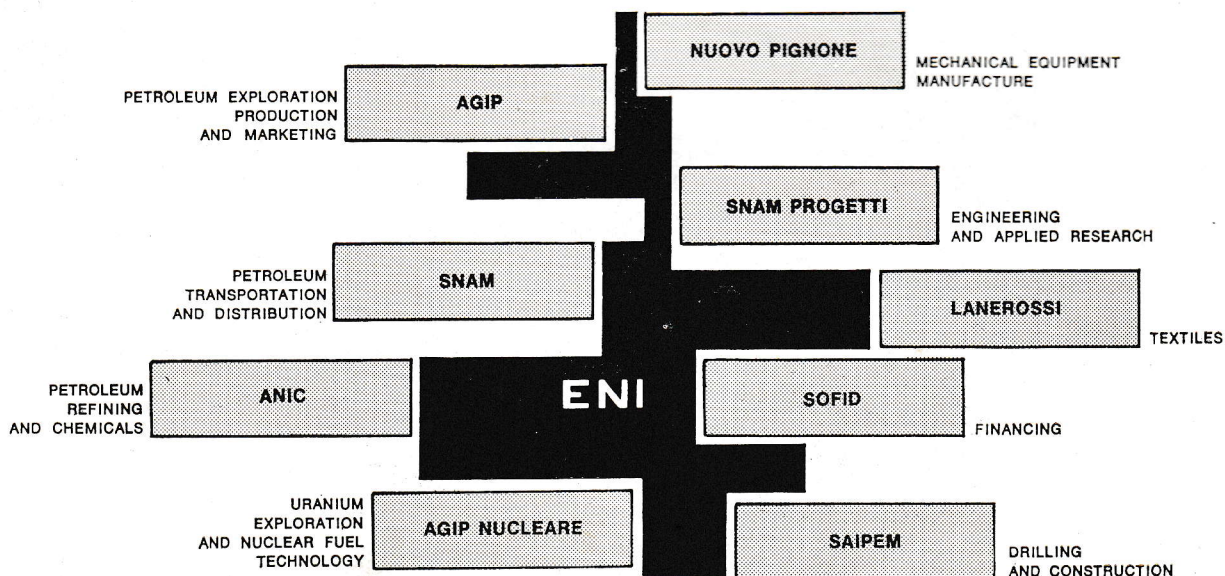 NUOVO PIGNONE
MECHANICAL EQUIPMENT
MANUFACTURE
AGIP
PETROLEUM EXPLORATION
PRODUCTION
AND MARKETING
SNAM PROGETTI
ENGINEERING
AND APPLIED RESEARCH
SNAM
PETROLEUM
TRANSPORTATION
AND DISTRIBUTION
LANEROSSI
TEXTILES
ANIC
PETROLEUM
REFINING
AND CHEMICALS
ENI
SOFID
FINANCING
AGIP NUCLEARE
URANIUM
EXPLORATION
AND NUCLEAR FUEL
TECHNOLOGY
SAIPEM
DRILLING
AND CONSTRUCTION